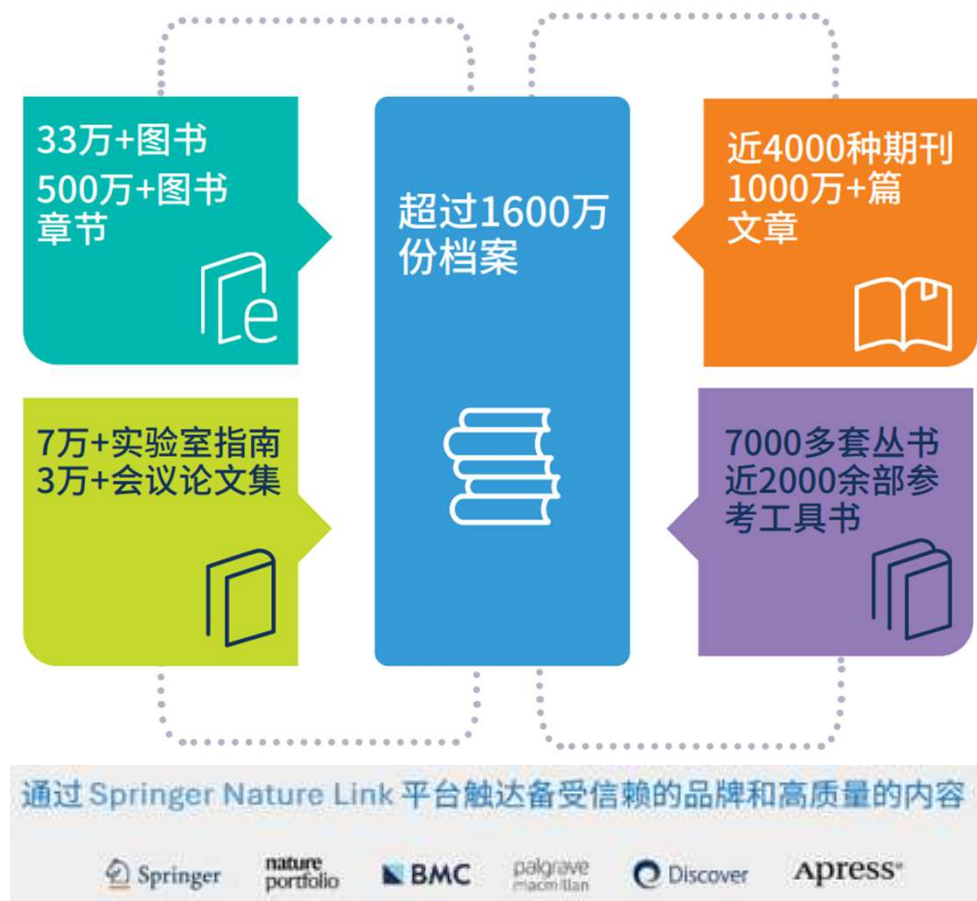 33万+图书
500万+图书
章节
超过1600万
份档案
近4000种期刊
1000万+篇
文章
7万+实验室指南
3万+会议论文集
7000多套丛书
近2000余部参
考工具书
通过 Springer Nature Link 平台触达备受信赖的品牌和高质量的内容
Springer
nature
portfolio
BMC
palgrave
macmillan
Discover
Apress®